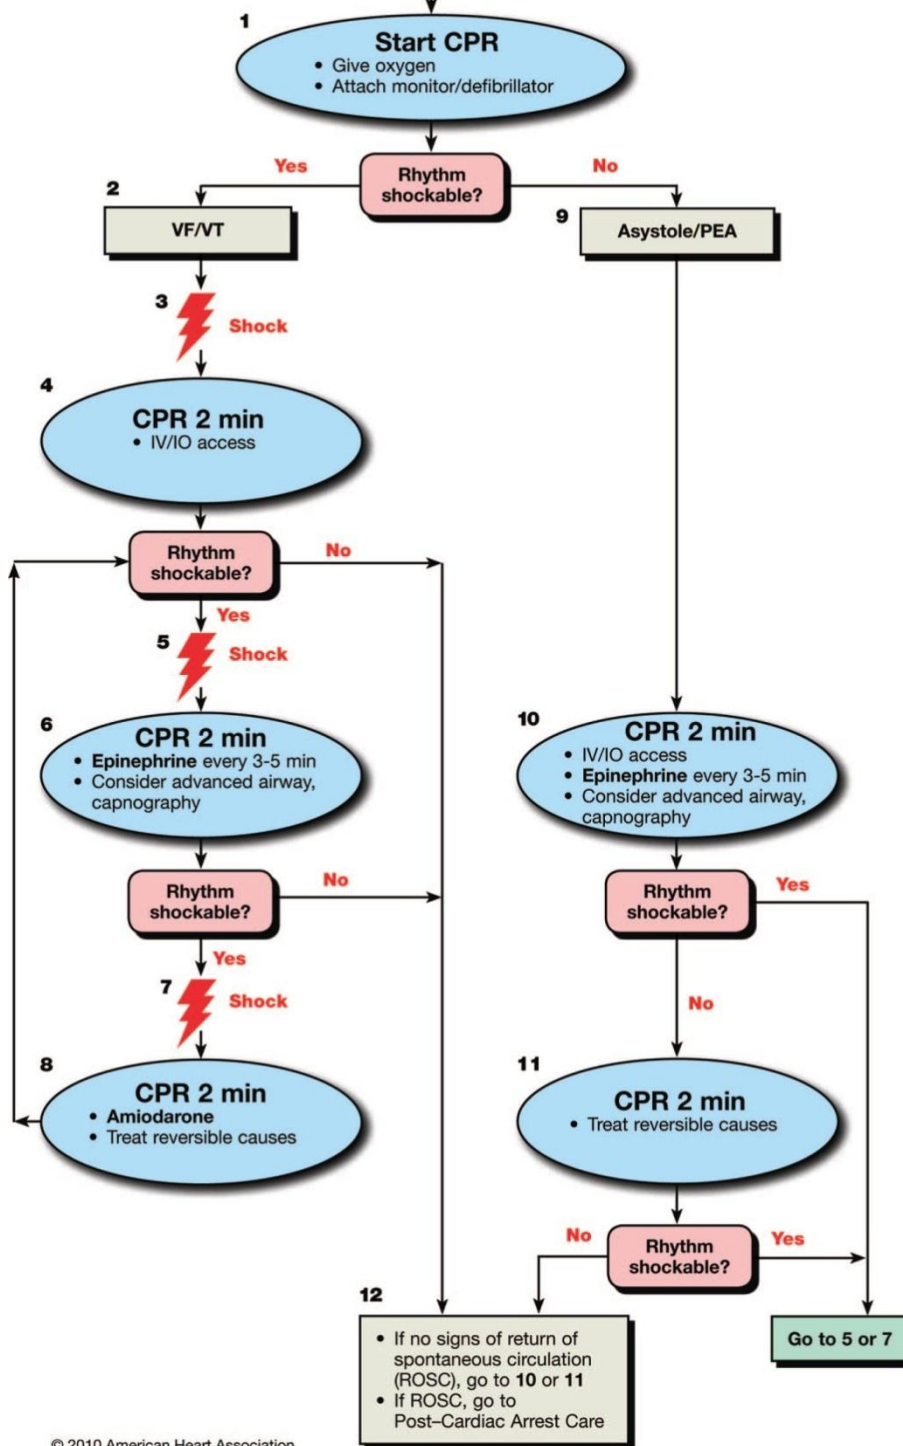 1
Start CPR
• Give oxygen
• Attach monitor/defibrillator
Rhythm
shockable?
Yes
No
2
VF/VT
9
Asystole/PEA
3
Shock
4
CPR 2 min
• IV/IO access
Rhythm
shockable?
No
Yes
5
Shock
6
CPR 2 min
• Epinephrine every 3-5 min
• Consider advanced airway,
capnography
10
CPR 2 min
• IV/IO access
• Epinephrine every 3-5 min
• Consider advanced airway,
capnography
Rhythm
shockable?
No
Yes
Rhythm
shockable?
Yes
No
7
Shock
8
CPR 2 min
• Amiodarone
• Treat reversible causes
11
CPR 2 min
• Treat reversible causes
Rhythm
shockable?
No
Yes
12
• If no signs of return of
spontaneous circulation
(ROSC), go to 10 or 11
• If ROSC, go to
Post–Cardiac Arrest Care
Go to 5 or 7
© 2010 American Heart Association